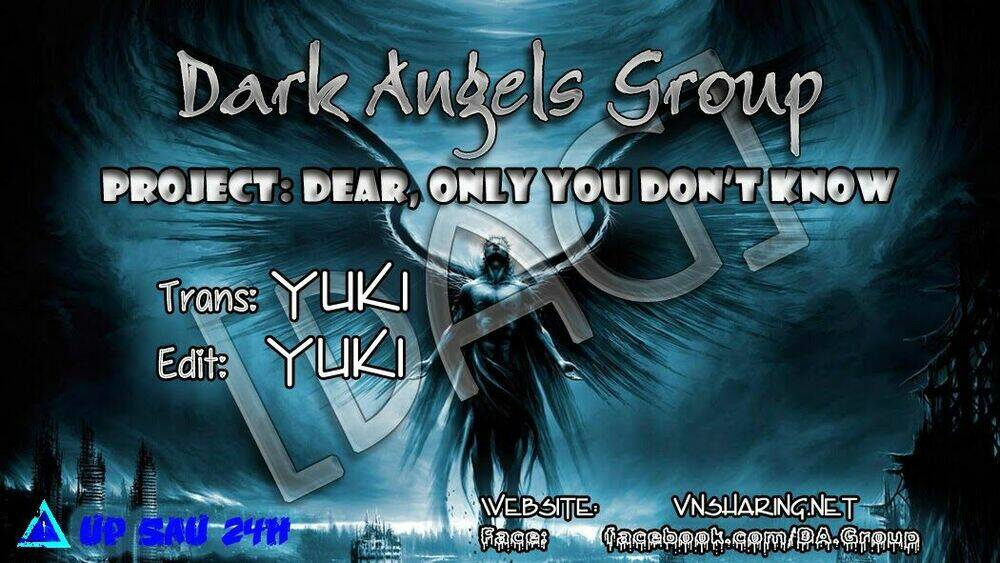 Dark Angels Group
PROJECT: DEAR, ONLY YOU DON'T KNOW
[DAG]
Trans: YUKI
Edit: YUKI
WEBSITE: VNSHARING.NET
Face: facebook.com/DA.Group
UP SAU 24H